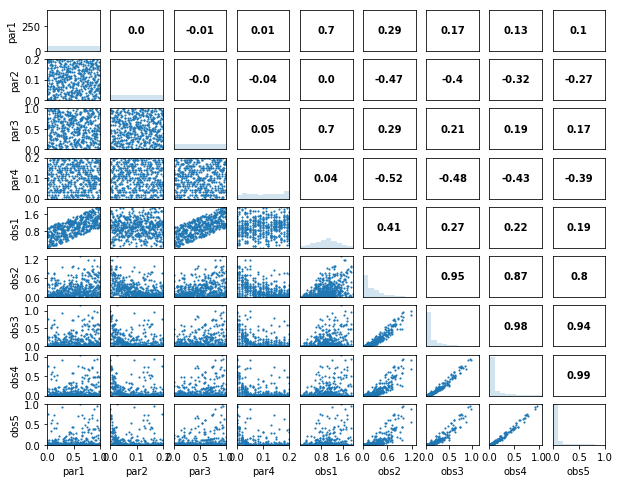 par1 250 0 0.0 -0.01 0.01 0.7 0.29 0.17 0.13 0.1
par2 0.2 0.1 0.0 -0.0 -0.04 0.0 -0.47 -0.4 -0.32 -0.27
par3 1.0 0.5 0.0 0.05 0.7 0.29 0.21 0.19 0.17
par4 0.2 0.1 0.0 0.04 -0.52 -0.48 -0.43 -0.39
obs1 1.6 0.8 0.41 0.27 0.22 0.19
obs2 1.2 0.6 0.0 0.95 0.87 0.8
obs3 1.0 0.5 0.0 0.98 0.94
obs4 1.0 0.5 0.0 0.99
obs5 1.0 0.5 0.0
0.0 0.5 1.0 0.0 0.1 0.2 0.0 0.5 1.0 0.0 0.1 0.2 0.8 1.6 0.0 0.6 1.2 0.0 0.5 1.0 0.0 0.5 1.0 0.0 0.5 1.0
par1 par2 par3 par4 obs1 obs2 obs3 obs4 obs5